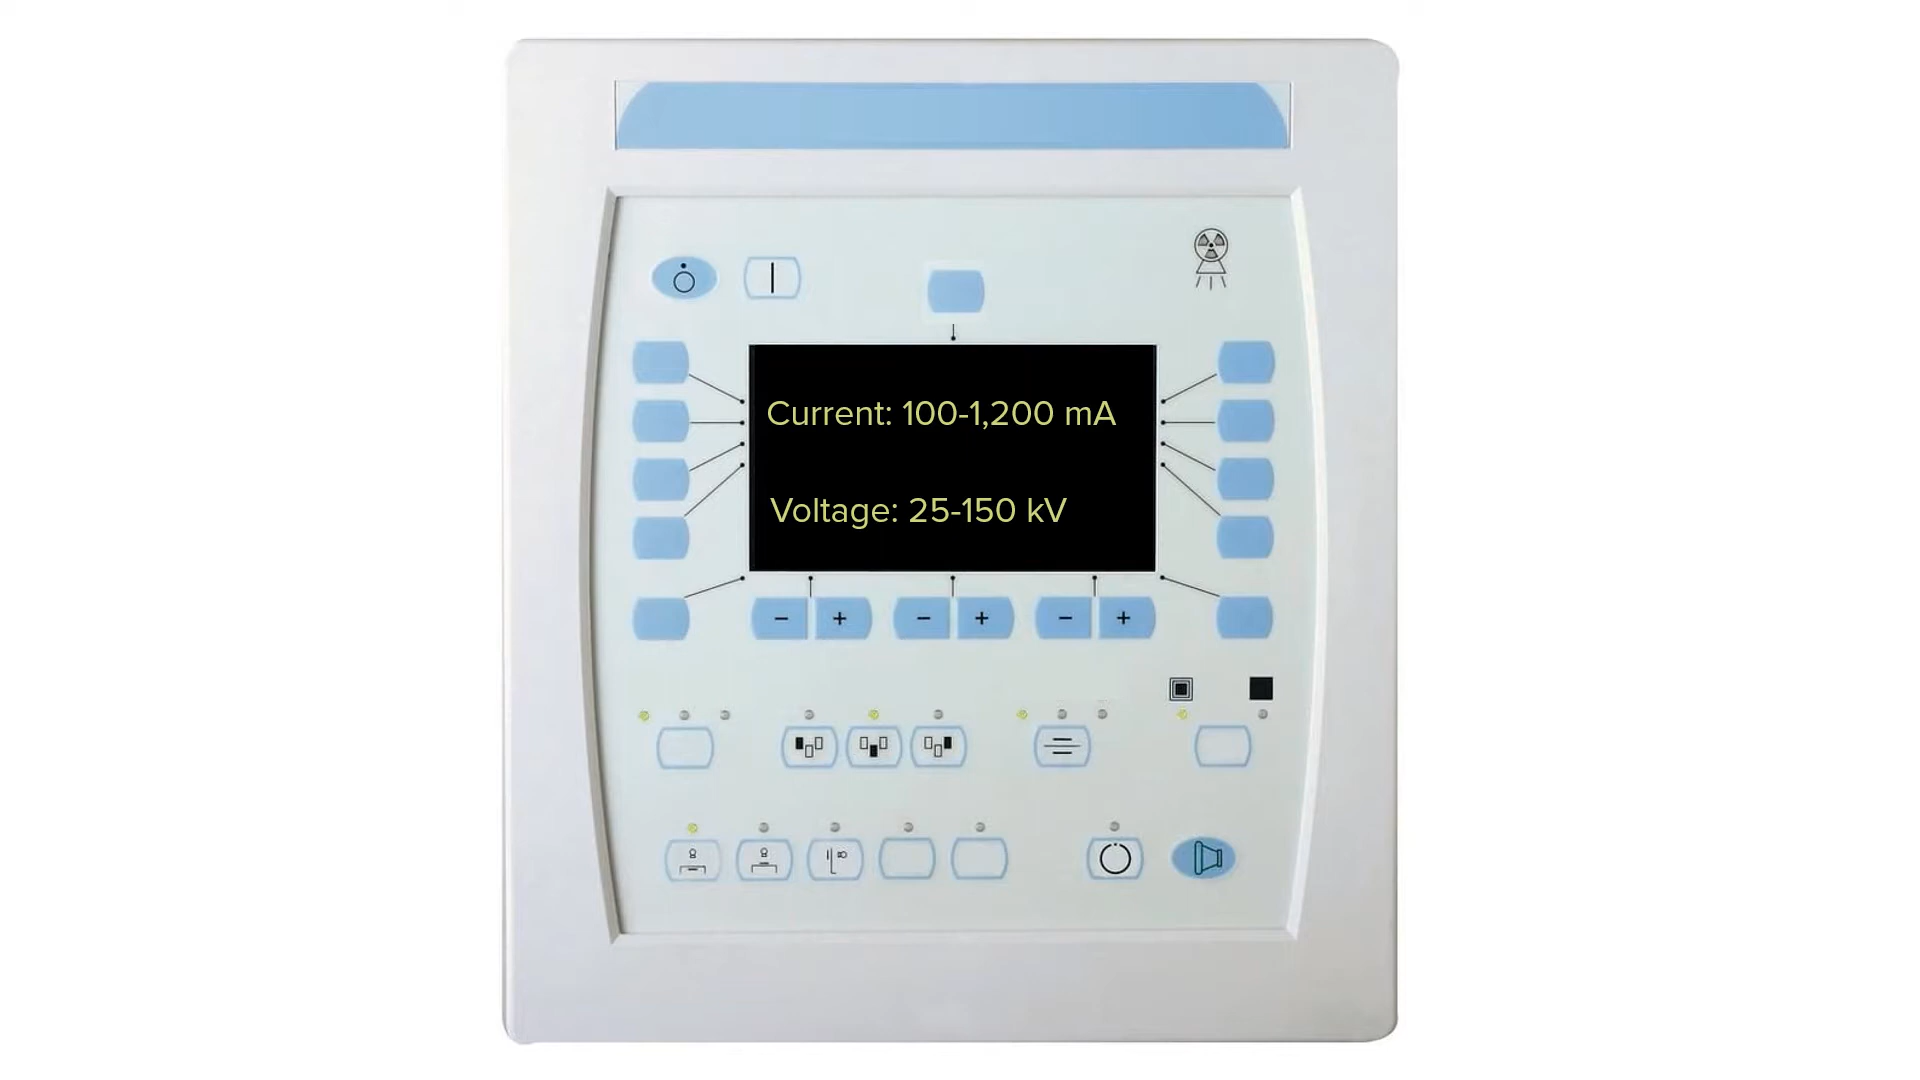 Current: 100-1,200 mA
Voltage: 25-150 kV
- + - + - +